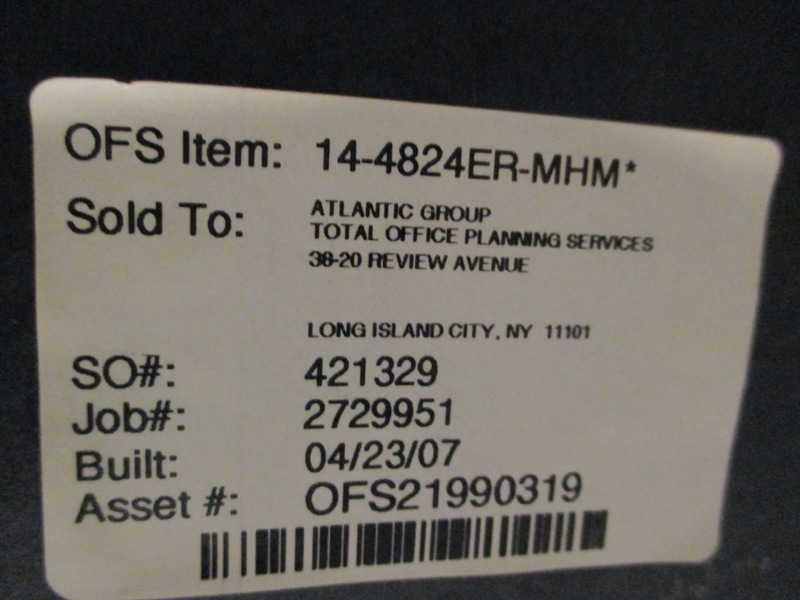 OFS Item: 14-4824ER-MHM*
Sold To: ATLANTIC GROUP
TOTAL OFFICE PLANNING SERVICES
38-20 REVIEW AVENUE
LONG ISLAND CITY, NY 11101
SO#: 421329
Job#: 2729951
Built: 04/23/07
Asset #: OFS21990319